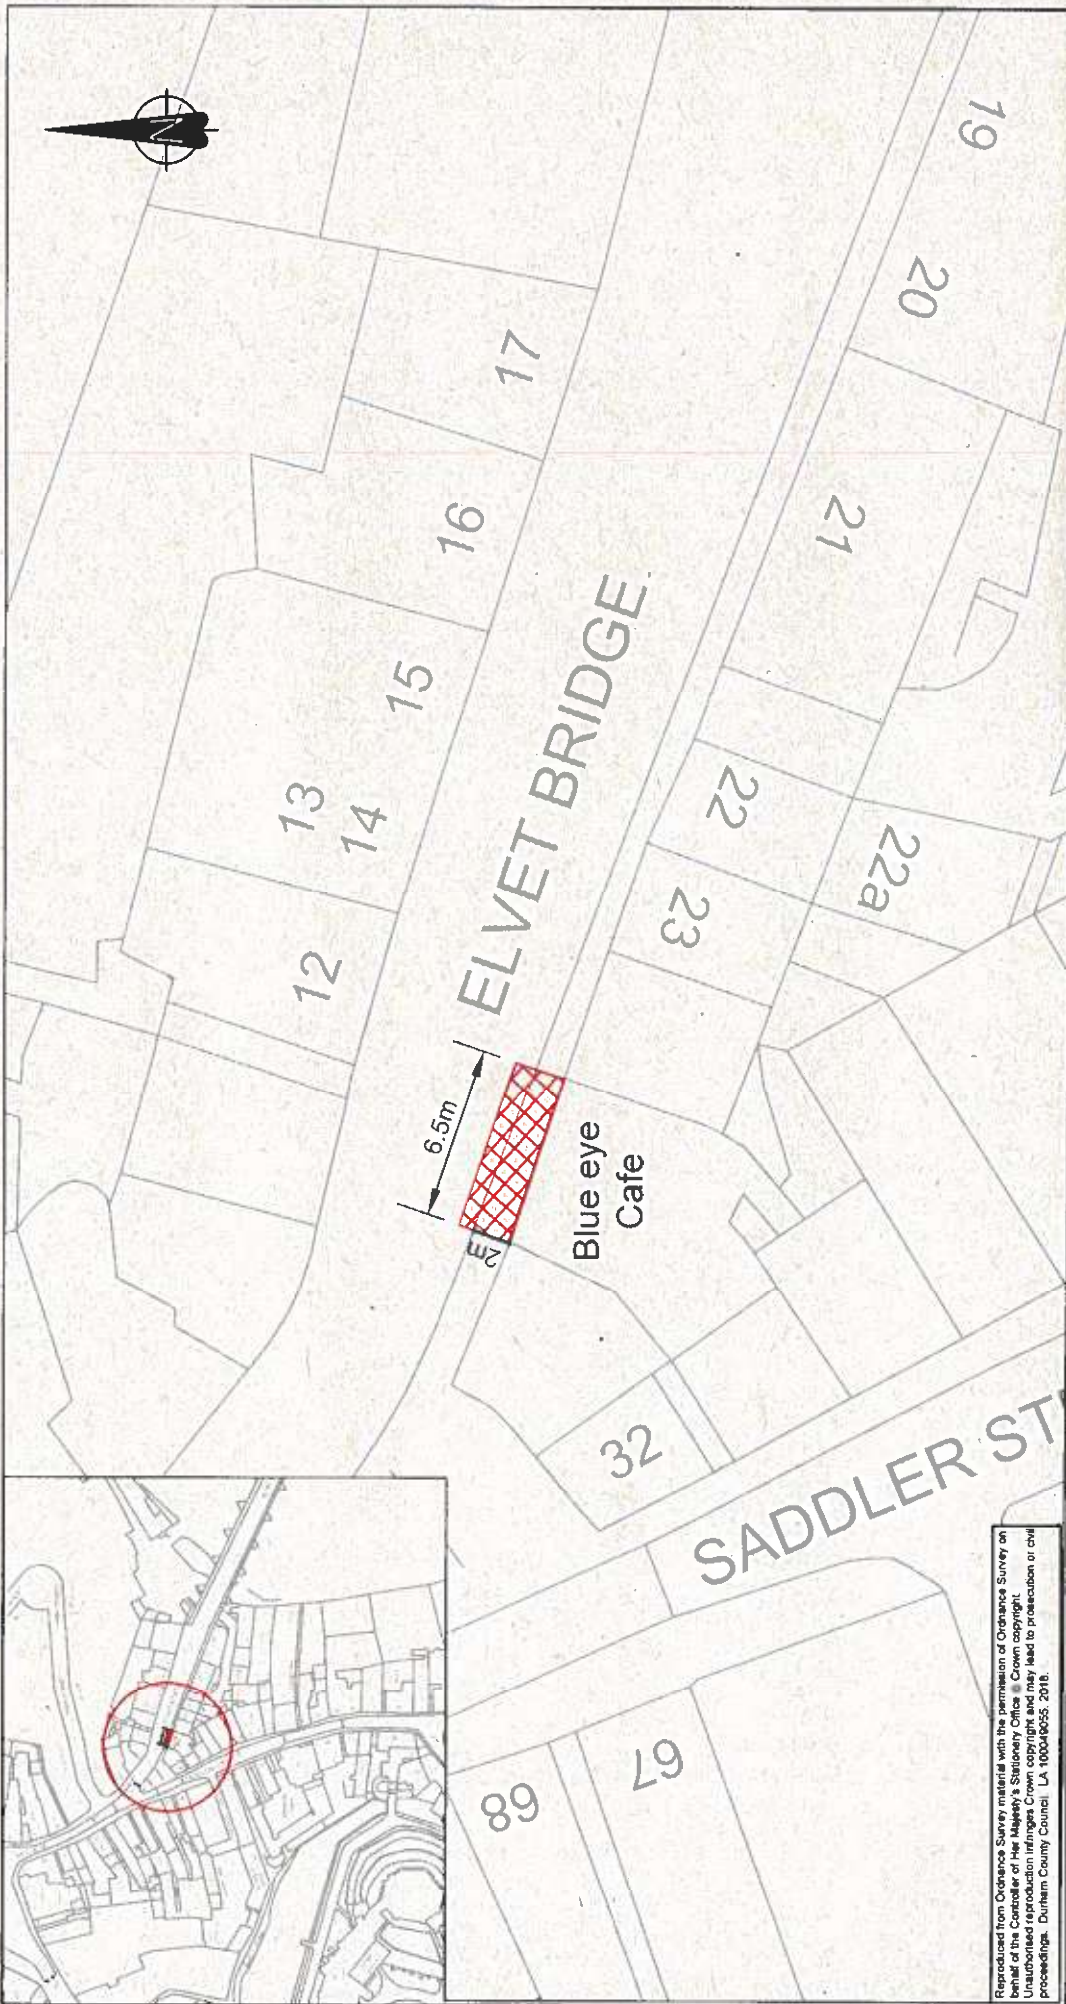 N
17
16
15
13
14
12
19
20
21
22
22a
23
ELVET BRIDGE
6.5m
2m
Blue eye
Cafe
32
SADDLER ST
68
67
Reproduced from Ordnance Survey material with the permission of Ordnance Survey on
behalf of the Controller of Her Majesty's Stationery Office © Crown copyright.
Unauthorised reproduction infringes Crown copyright and may lead to prosecution or civil
proceedings. Durham County Council. LA 100049055. 2018.